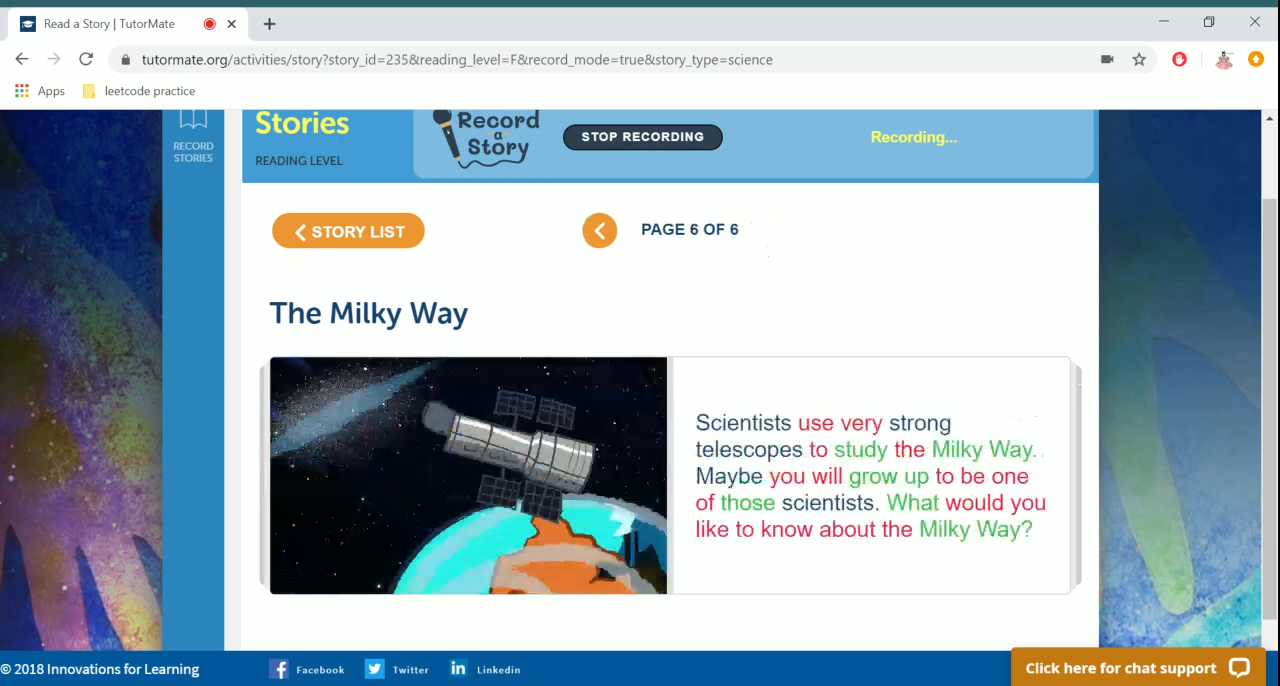 Read a Story | TutorMate
tutormate.org/activities/story?story_id=235&reading_level=F&record_mode=true&story_type=science
Apps
leetcode practice
RECORD
STORIES
Stories
READING LEVEL
Record
a
Story
STOP RECORDING
Recording...
STORY LIST
PAGE 6 OF 6
The Milky Way
Scientists use very strong
telescopes to study the Milky Way.
Maybe you will grow up to be one
of those scientists. What would you
like to know about the Milky Way?
© 2018 Innovations for Learning
Facebook
Twitter
Linkedin
Click here for chat support